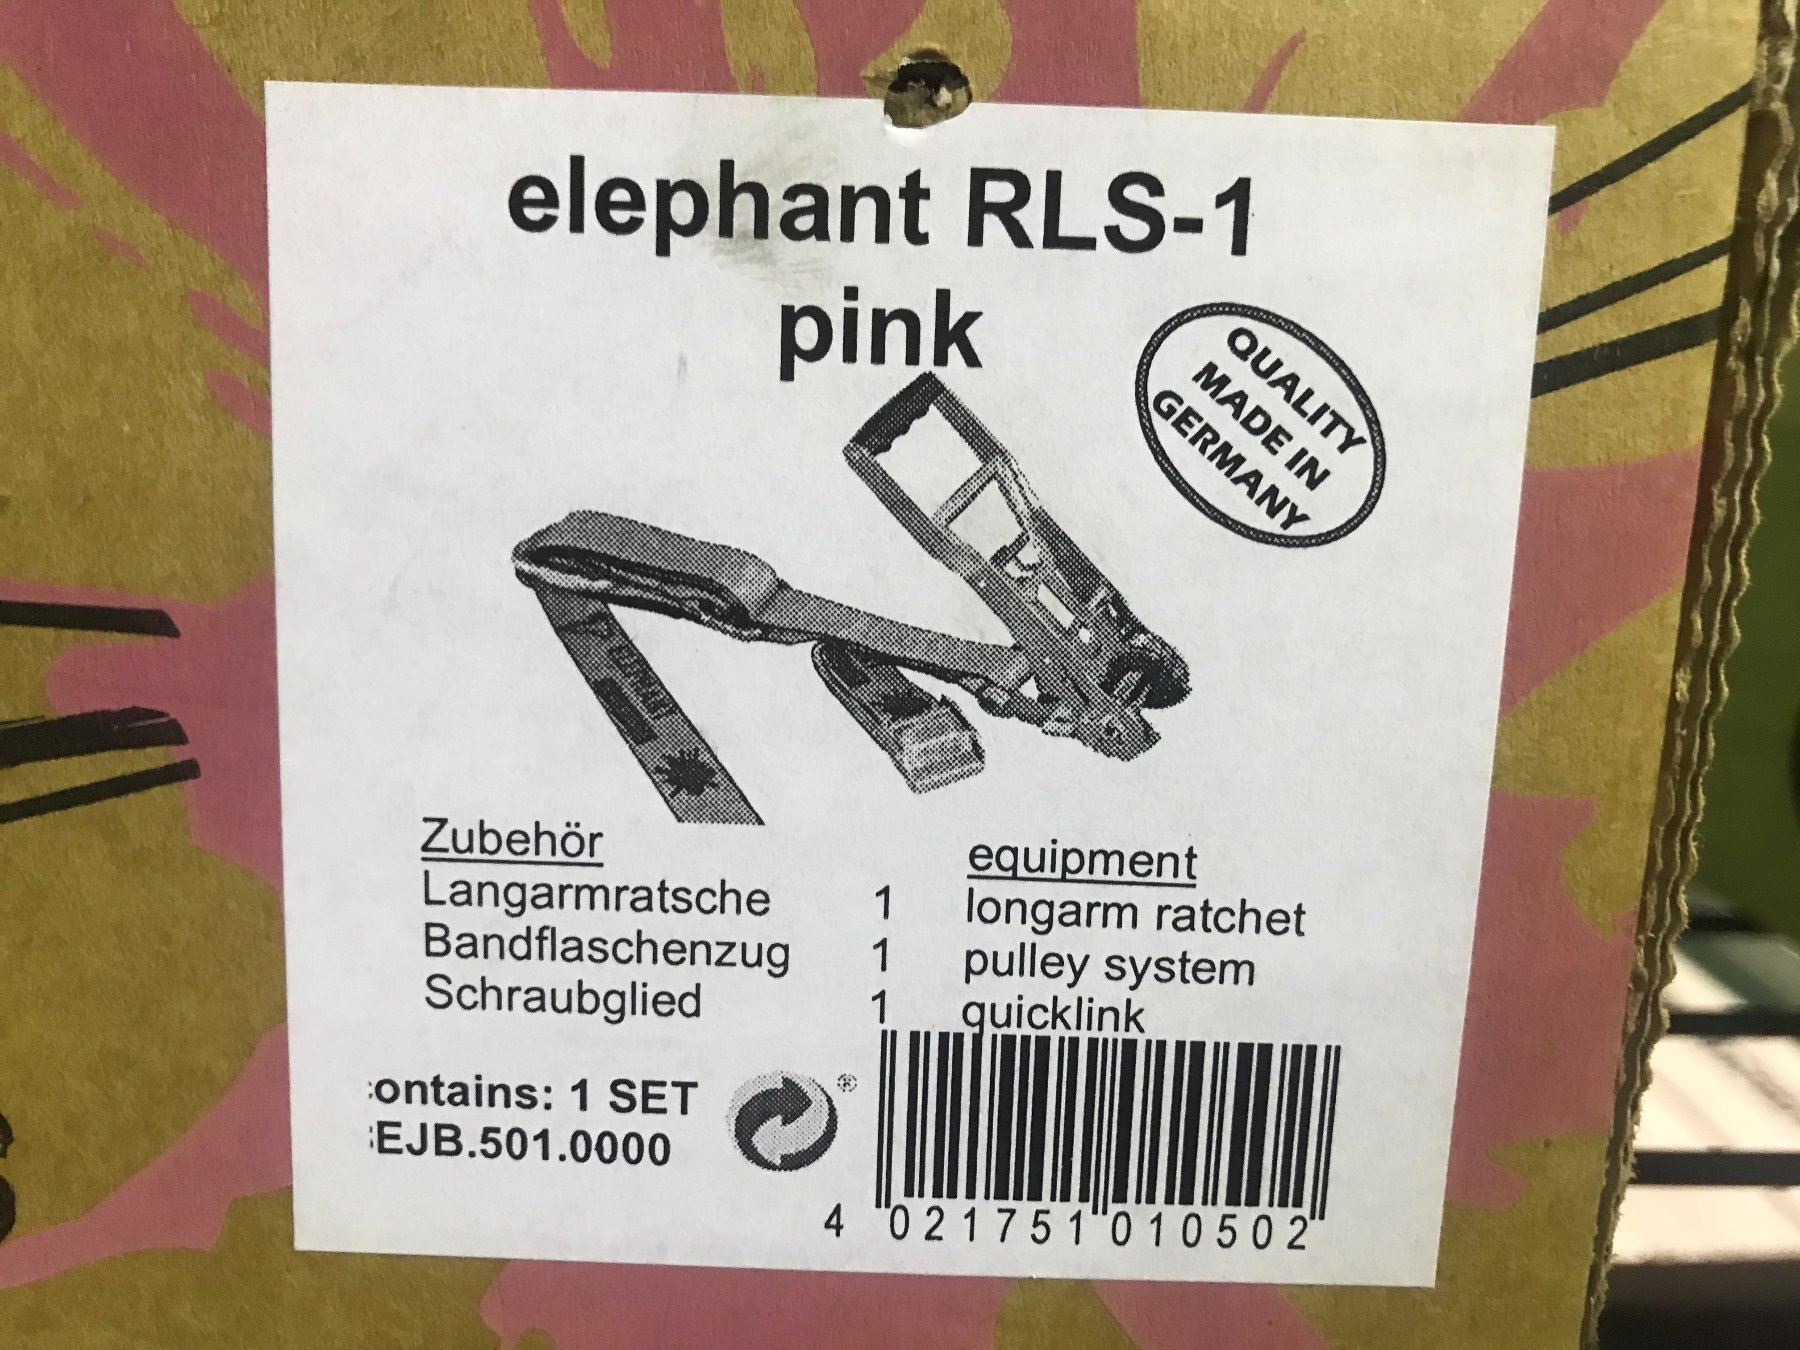 elephant RLS-1
pink
QUALITY
MADE IN
GERMANY
Zubehör equipment
Langarmratsche 1 longarm ratchet
Bandflaschenzug 1 pulley system
Schraubglied 1 quicklink
ontains: 1 SET
EJB.501.0000
®
4 021751 010502